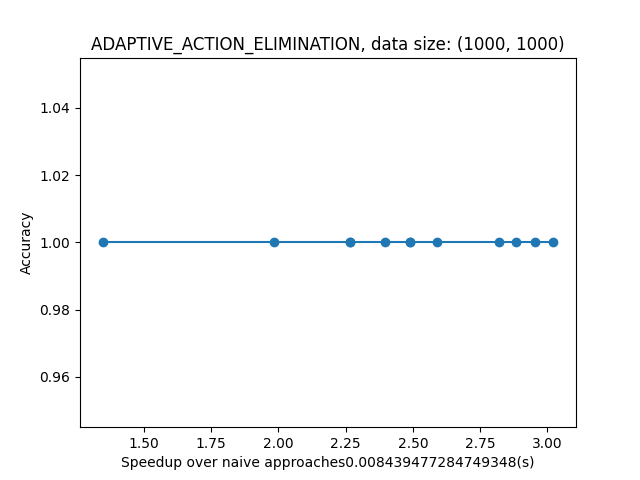 ADAPTIVE_ACTION_ELIMINATION, data size: (1000, 1000)
1.04
1.02
1.00
0.98
0.96
Accuracy
1.50 1.75 2.00 2.25 2.50 2.75 3.00
Speedup over naive approaches0.008439477284749348(s)